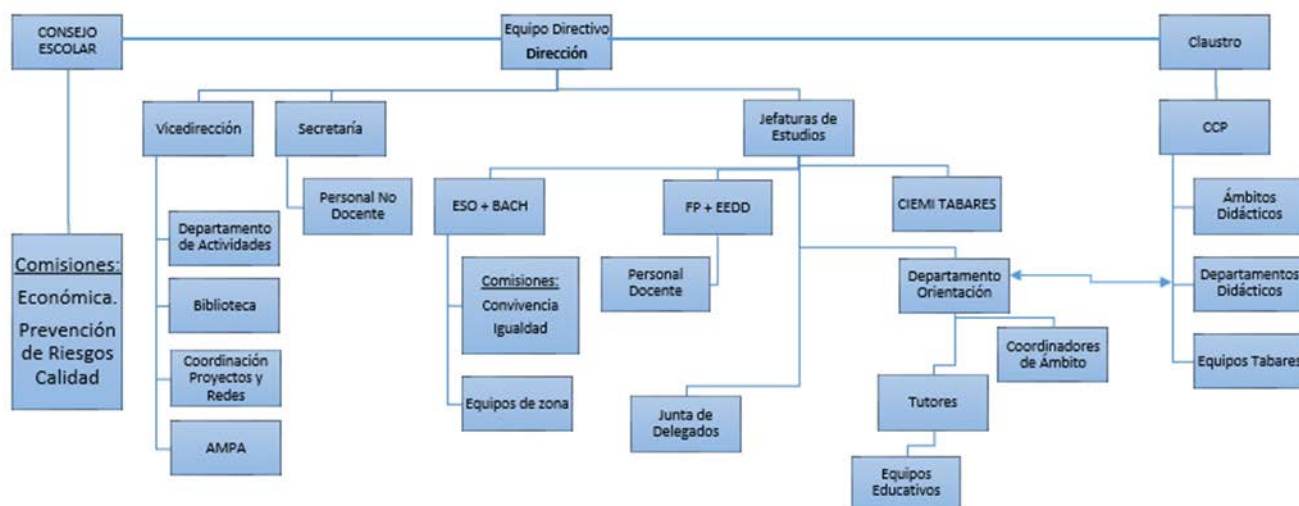 CONSEJO
ESCOLAR
Equipo Directivo
Dirección
Claustro
Vicedirección
Secretaría
Jefaturas de
Estudios
CCP
Personal No
Docente
ESO + BACH
FP + EEDD
CIEMI TABARES
Ámbitos
Didácticos
Departamento
de Actividades
Comisiones:
Económica.
Prevención
de Riesgos
Calidad
Comisiones:
Convivencia
Igualdad
Personal
Docente
Departamento
Orientación
Departamentos
Didácticos
Biblioteca
Coordinación
Proyectos y
Redes
Coordinadores
de Ámbito
Equipos Tabares
Equipos de zona
Junta de
Delegados
Tutores
AMPA
Equipos
Educativos